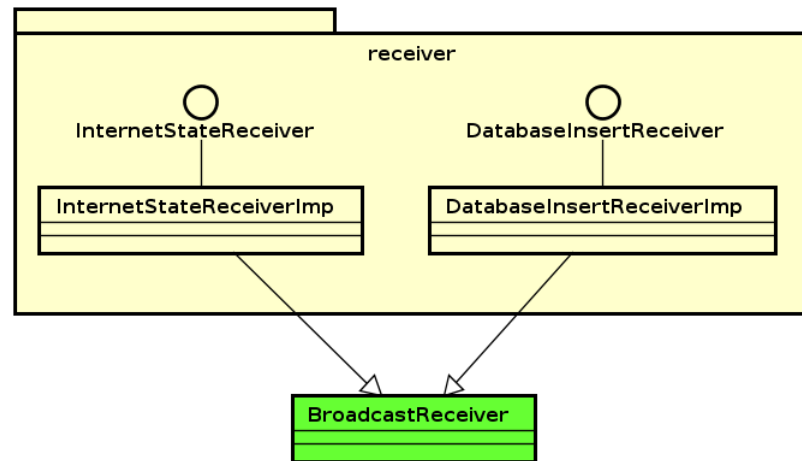 receiver
InternetStateReceiver
DatabaseInsertReceiver
InternetStateReceiverImp
DatabaseInsertReceiverImp
BroadcastReceiver